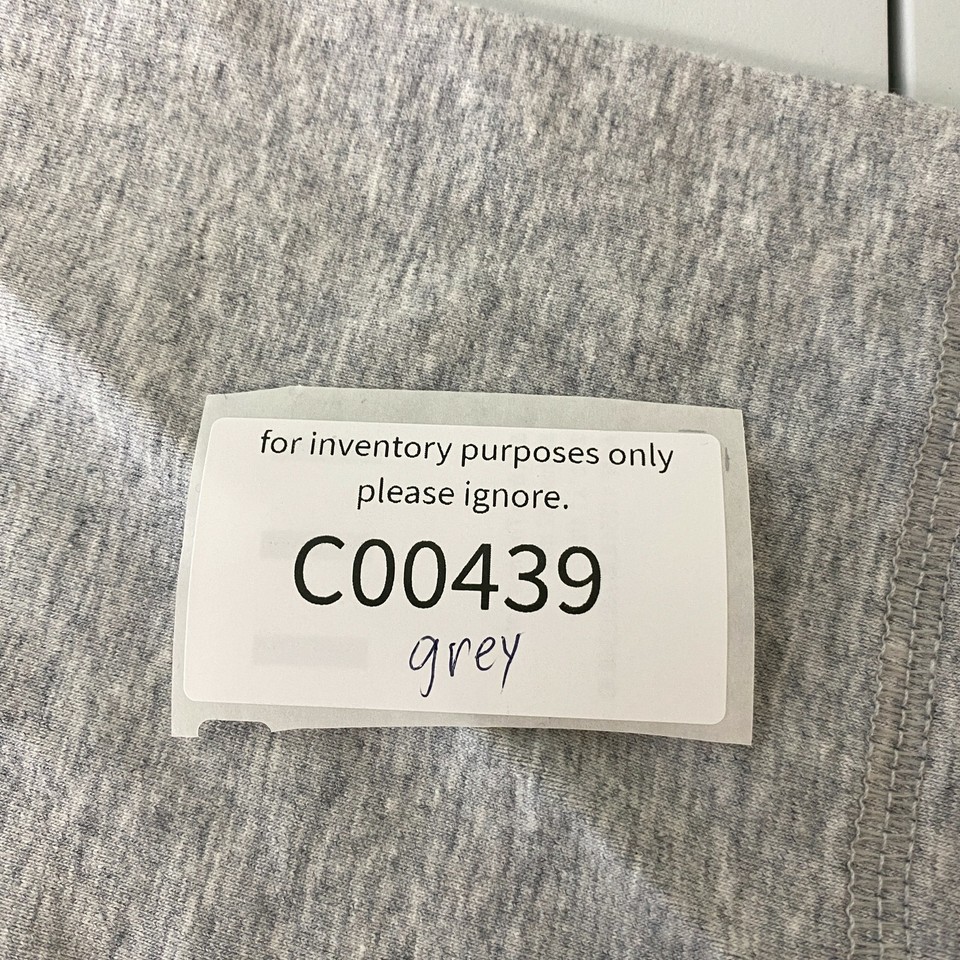 for inventory purposes only
please ignore.
C00439
grey